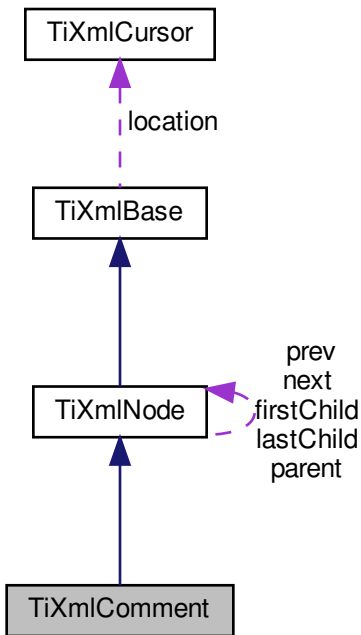 TiXmlCursor
location
TiXmlBase
prev
next
TiXmlNode
firstChild
lastChild
parent
TiXmlComment